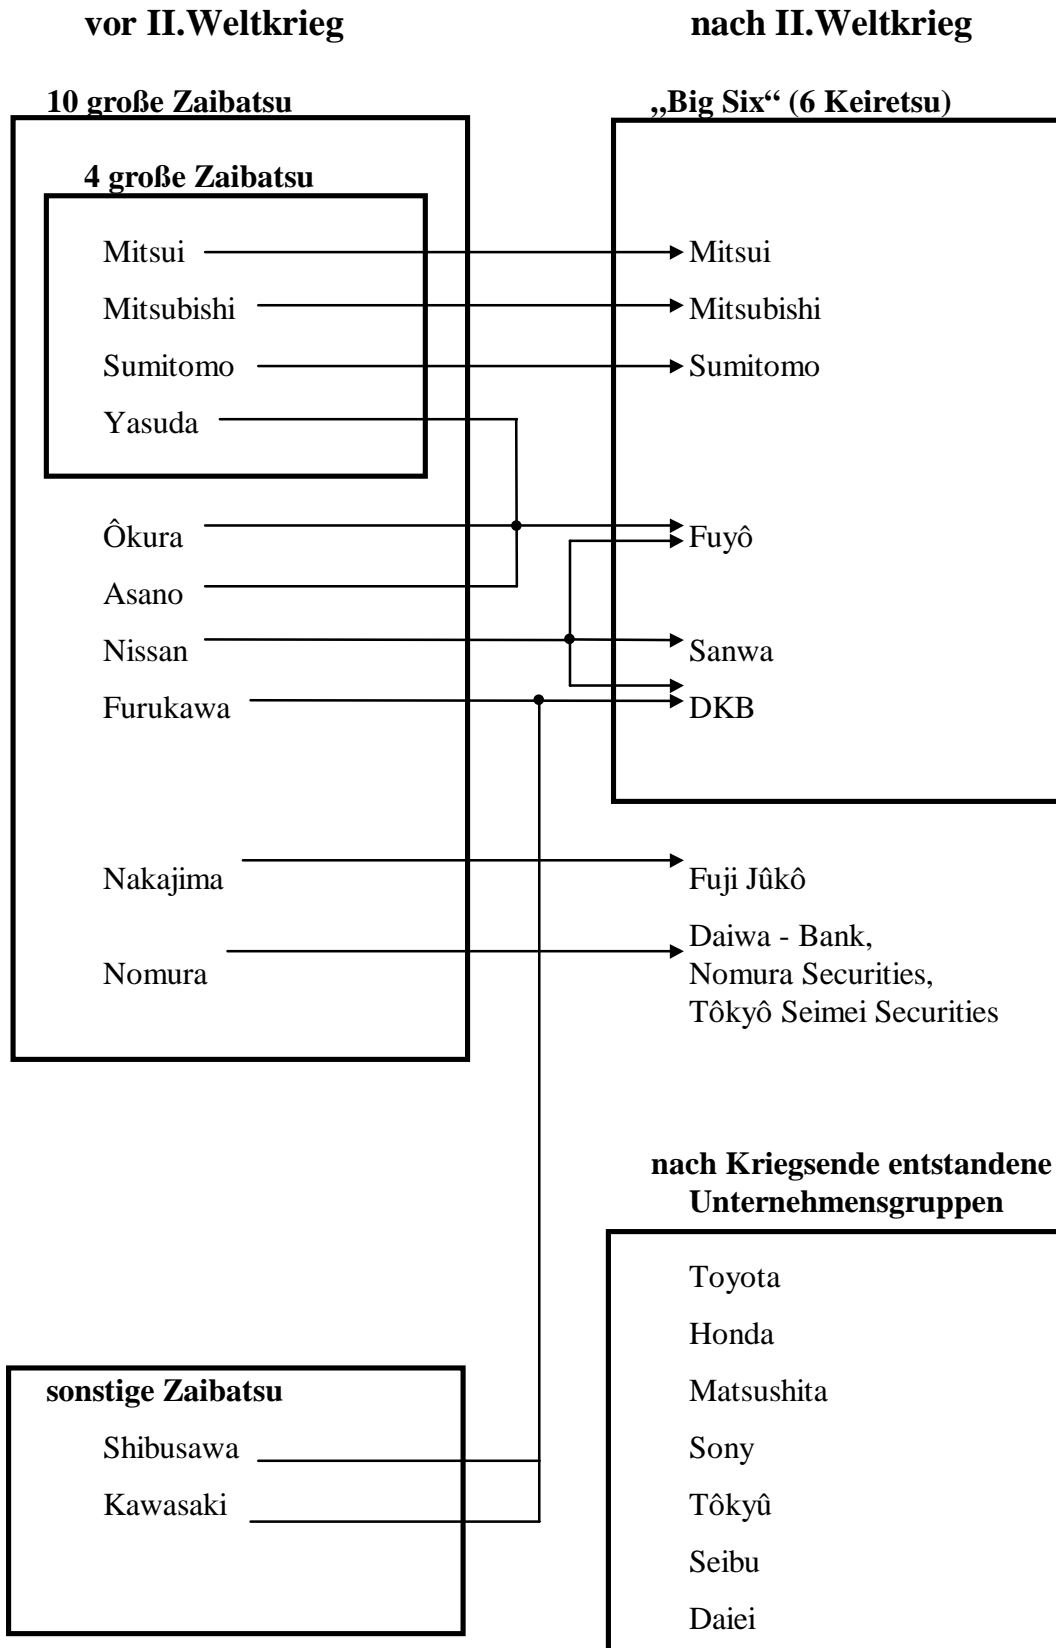 vor II.Weltkrieg
nach II.Weltkrieg
10 große Zaibatsu
„Big Six“ (6 Keiretsu)
4 große Zaibatsu
Mitsui
Mitsui
Mitsubishi
Mitsubishi
Sumitomo
Sumitomo
Yasuda
Ôkura
Fuyô
Asano
Nissan
Sanwa
Furukawa
DKB
Nakajima
Fuji Jûkô
Nomura
Daiwa - Bank,
Nomura Securities,
Tôkyô Seimei Securities
nach Kriegsende entstandene
Unternehmensgruppen
Toyota
Honda
Matsushita
Sony
Tôkyû
Seibu
Daiei
sonstige Zaibatsu
Shibusawa
Kawasaki